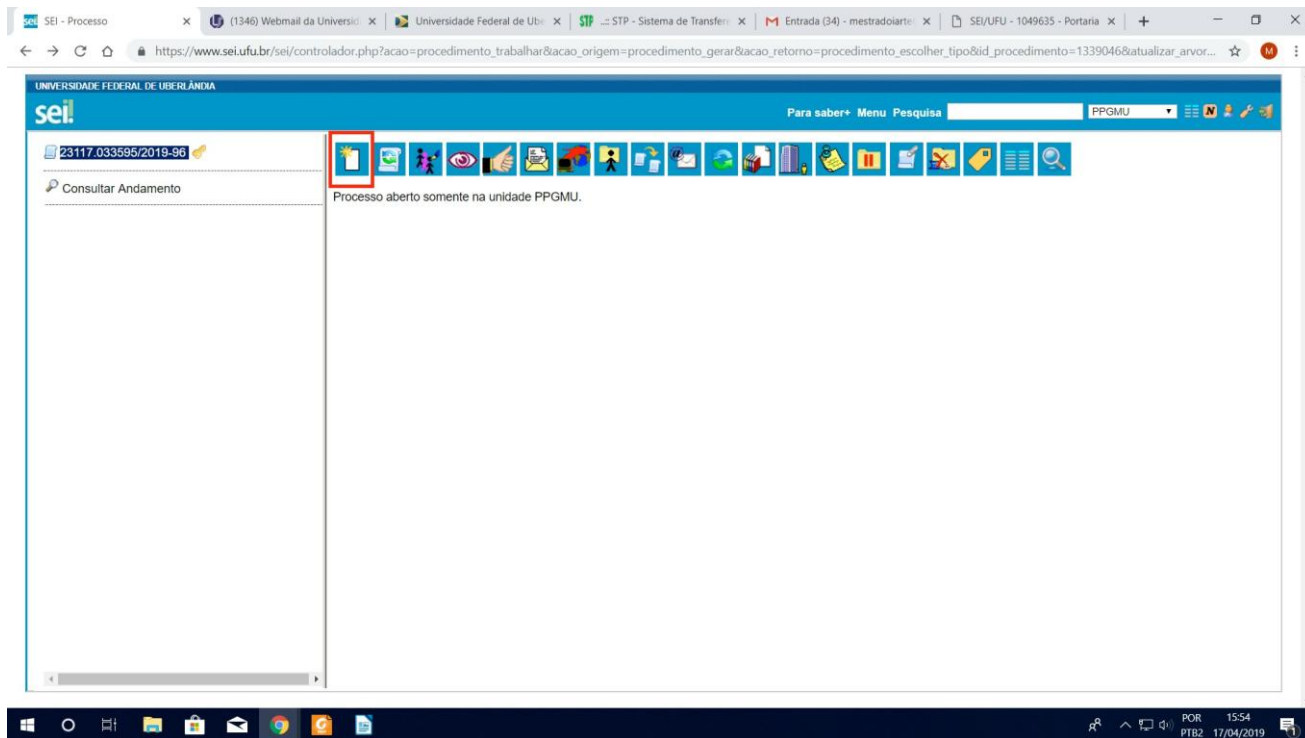 SEI - Processo
(1346) Webmail da Universid
Universidade Federal de Ube
STP ..:: STP - Sistema de Transferê
Entrada (34) - mestradoiarte
SEI/UFU - 1049635 - Portaria
https://www.sei.ufu.br/sei/controlador.php?acao=procedimento_trabalhar&acao_origem=procedimento_gerar&acao_retorno=procedimento_escolher_tipo&id_procedimento=1339046&atualizar_arvor...
M
UNIVERSIDADE FEDERAL DE UBERLÂNDIA
sei!
Para saber+ Menu Pesquisa
PPGMU
23117.033595/2019-96
Consultar Andamento
Processo aberto somente na unidade PPGMU.
POR 15:54
PTB2 17/04/2019